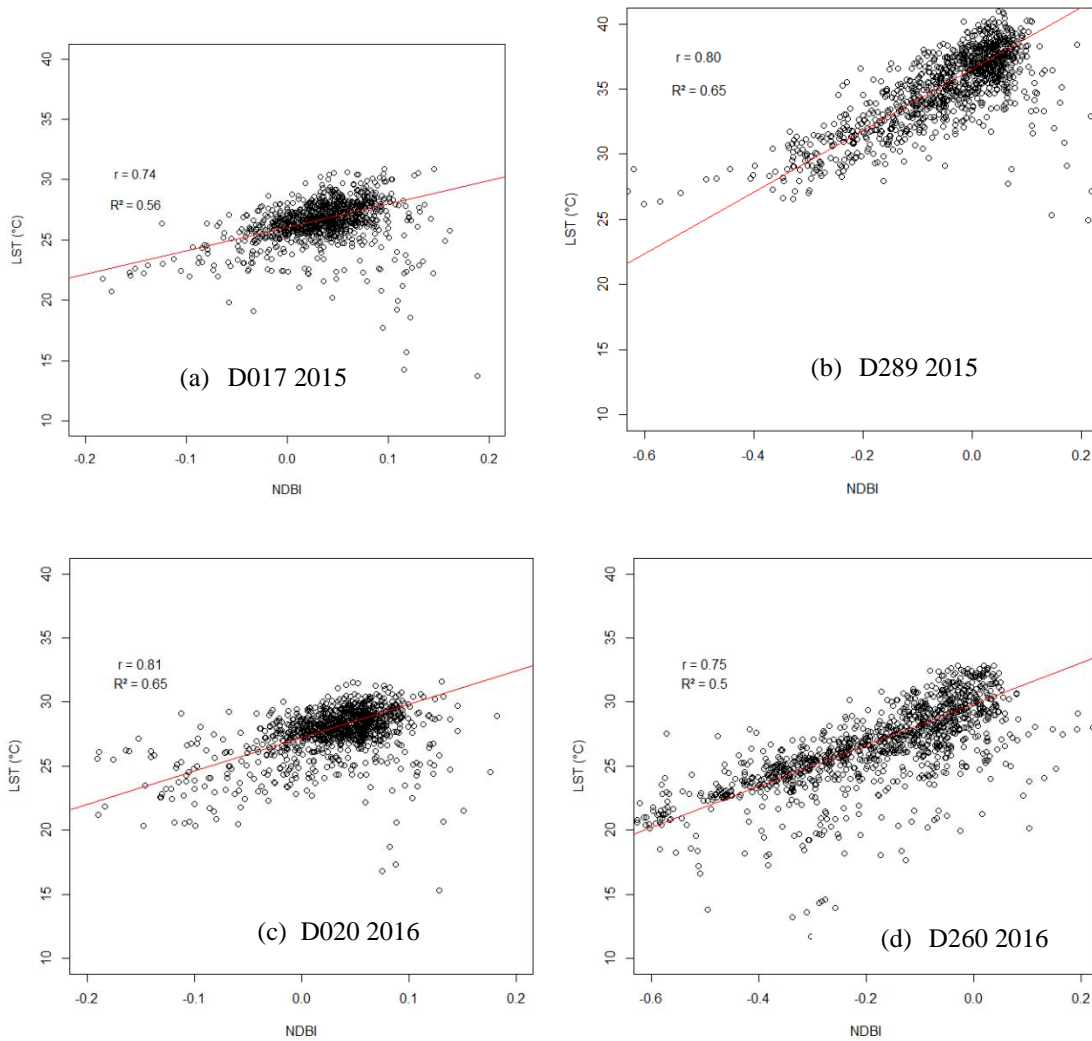 40
35
30
25
20
15
10
LST (°C)
r = 0.74
R² = 0.56
(a) D017 2015
-0.2
-0.1
0.0
0.1
0.2
NDBI
40
35
30
25
20
15
10
LST (°C)
r = 0.80
R² = 0.65
(b) D289 2015
-0.6
-0.4
-0.2
0.0
0.2
NDBI
40
35
30
25
20
15
10
LST (°C)
r = 0.81
R² = 0.65
(c) D020 2016
-0.2
-0.1
0.0
0.1
0.2
NDBI
40
35
30
25
20
15
10
LST (°C)
r = 0.75
R² = 0.5
(d) D260 2016
-0.6
-0.4
-0.2
0.0
0.2
NDBI